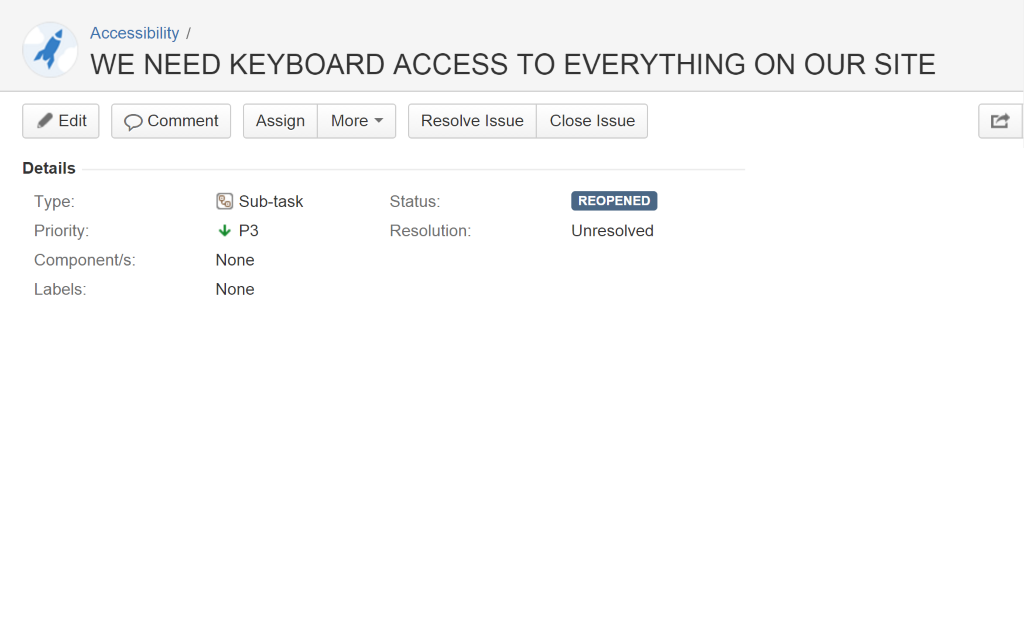 Accessibility /
WE NEED KEYBOARD ACCESS TO EVERYTHING ON OUR SITE
Edit Comment Assign More Resolve Issue Close Issue
Details
Type: Sub-task Status: REOPENED
Priority: P3 Resolution: Unresolved
Component/s: None
Labels: None